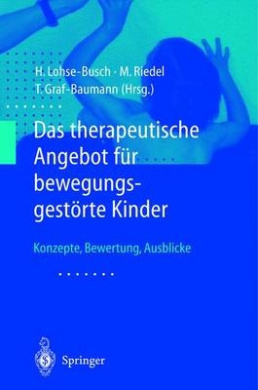 H. Lohse-Busch • M. Riedel
T. Graf-Baumann (Hrsg.)
Das therapeutische
Angebot für
bewegungs-
gestörte Kinder
Konzepte, Bewertung, Ausblicke
Springer